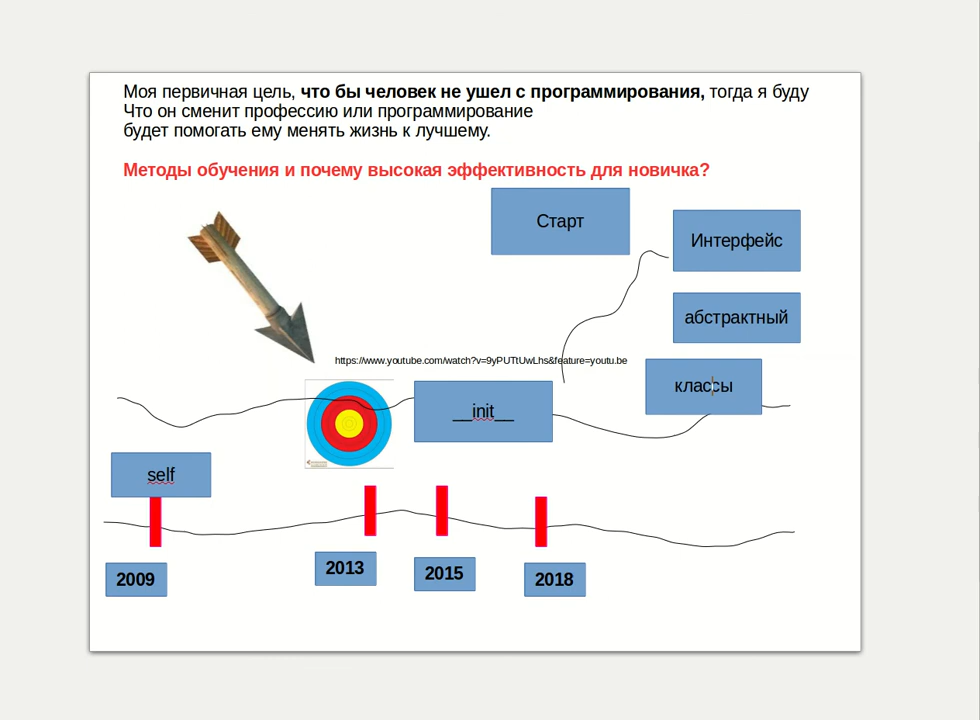 Моя первичная цель, что бы человек не ушел с программирования, тогда я буду
Что он сменит профессию или программирование
будет помогать ему менять жизнь к лучшему.
Методы обучения и почему высокая эффективность для новичка?
Старт
Интерфейс
абстрактный
https://www.youtube.com/watch?v=9yPUTtUwLhs&feature=youtu.be
классы
__init__
self
2009
2013
2015
2018